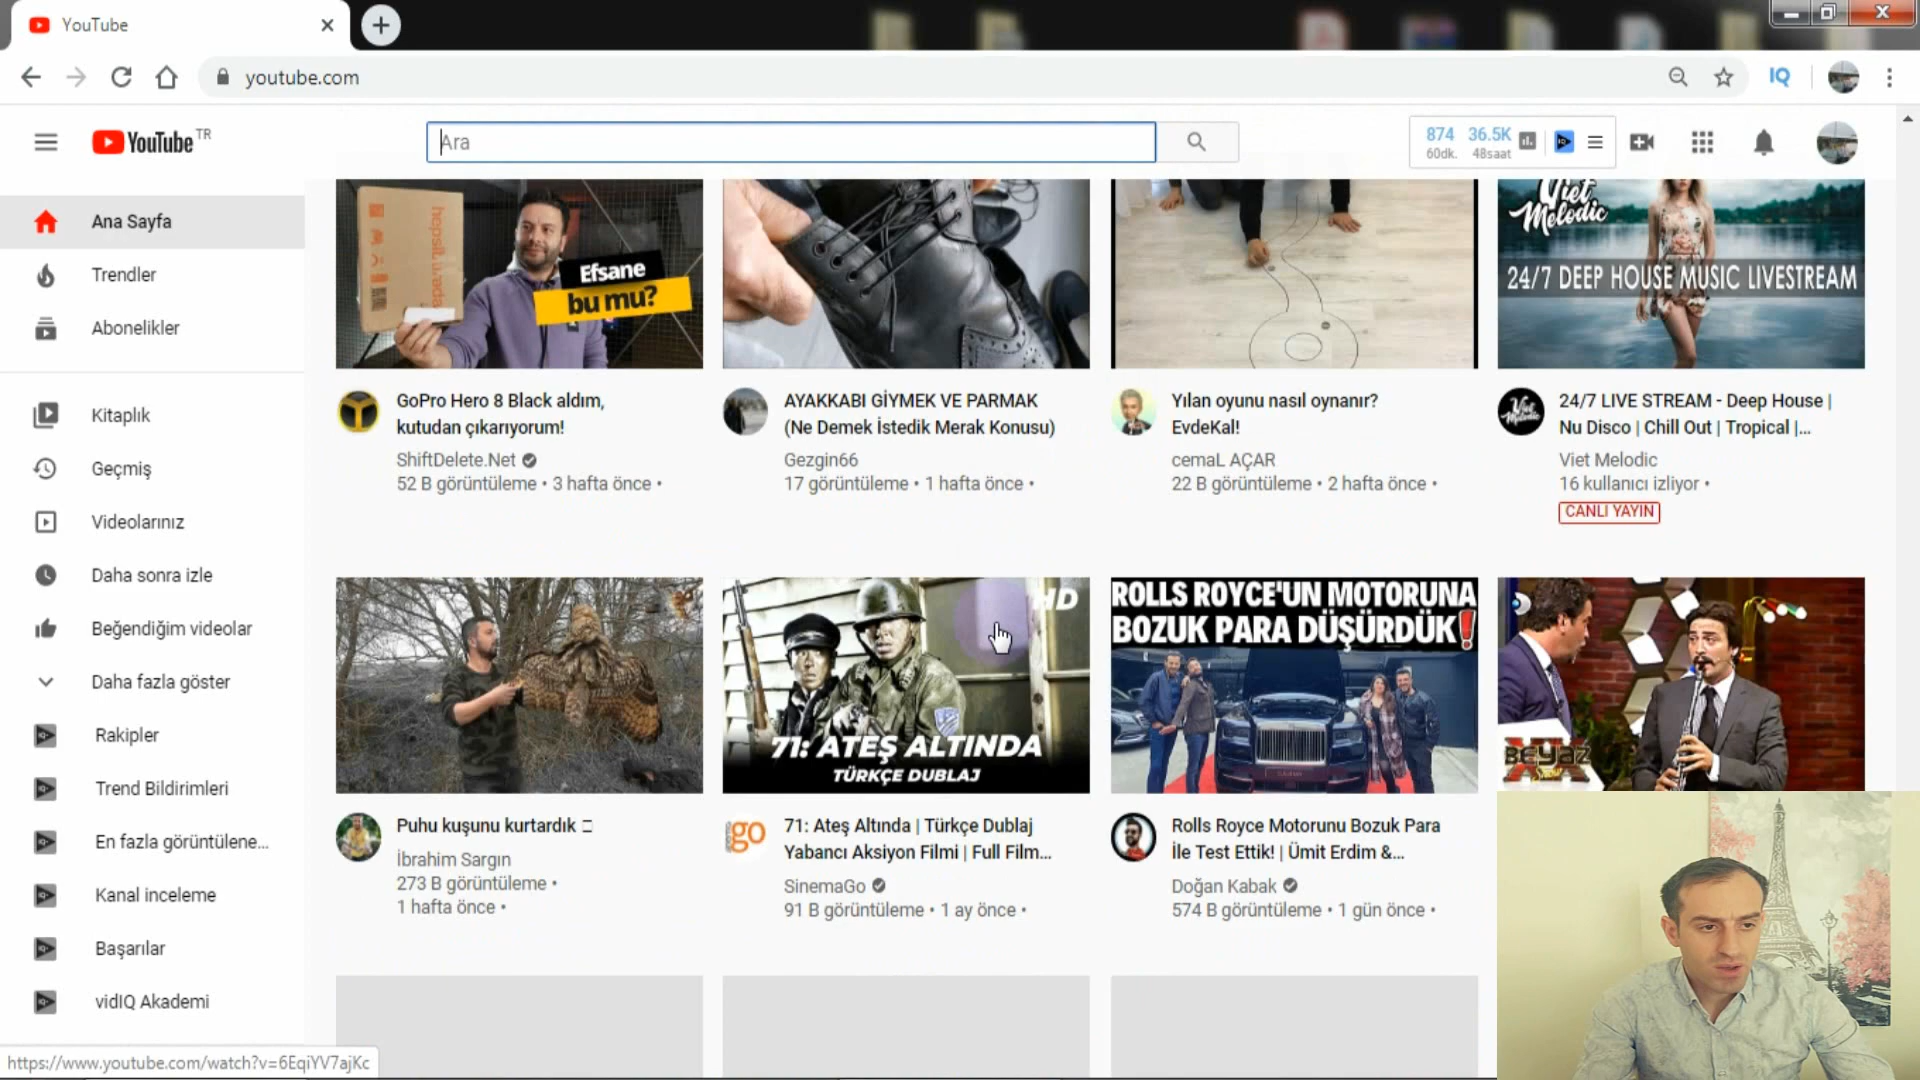 YouTube
youtube.com
IQ
YouTube TR
Ara
874 36.5K
60dk. 48saat
Ana Sayfa
Trendler
Abonelikler
Kitaplık
Geçmiş
Videolarınız
Daha sonra izle
Beğendiğim videolar
Daha fazla göster
Rakipler
Trend Bildirimleri
En fazla görüntülene...
Kanal inceleme
Başarılar
vidIQ Akademi
Efsane
bu mu?
GoPro Hero 8 Black aldım,
kutudan çıkarıyorum!
ShiftDelete.Net
52 B görüntüleme • 3 hafta önce •
AYAKKABI GİYMEK VE PARMAK
(Ne Demek İstedik Merak Konusu)
Gezgin66
17 görüntüleme • 1 hafta önce •
Yılan oyunu nasıl oynanır?
EvdeKal!
cemaL AÇAR
22 B görüntüleme • 2 hafta önce •
Viet
Melodic
24/7 DEEP HOUSE MUSIC LIVESTREAM
24/7 LIVE STREAM - Deep House |
Nu Disco | Chill Out | Tropical |...
Viet Melodic
16 kullanıcı izliyor •
CANLI YAYIN
Puhu kuşunu kurtardık
İbrahim Sargın
273 B görüntüleme •
1 hafta önce •
HD
71: ATEŞ ALTINDA
TÜRKÇE DUBLAJ
go
71: Ateş Altında | Türkçe Dublaj
Yabancı Aksiyon Filmi | Full Film...
SinemaGo
91 B görüntüleme • 1 ay önce •
ROLLS ROYCE'UN MOTORUNA
BOZUK PARA DÜŞÜRDÜK!
Rolls Royce Motorunu Bozuk Para
İle Test Ettik! | Ümit Erdim &...
Doğan Kabak
574 B görüntüleme • 1 gün önce •
BEYAZ
Show
https://www.youtube.com/watch?v=6EqiYV7ajKc